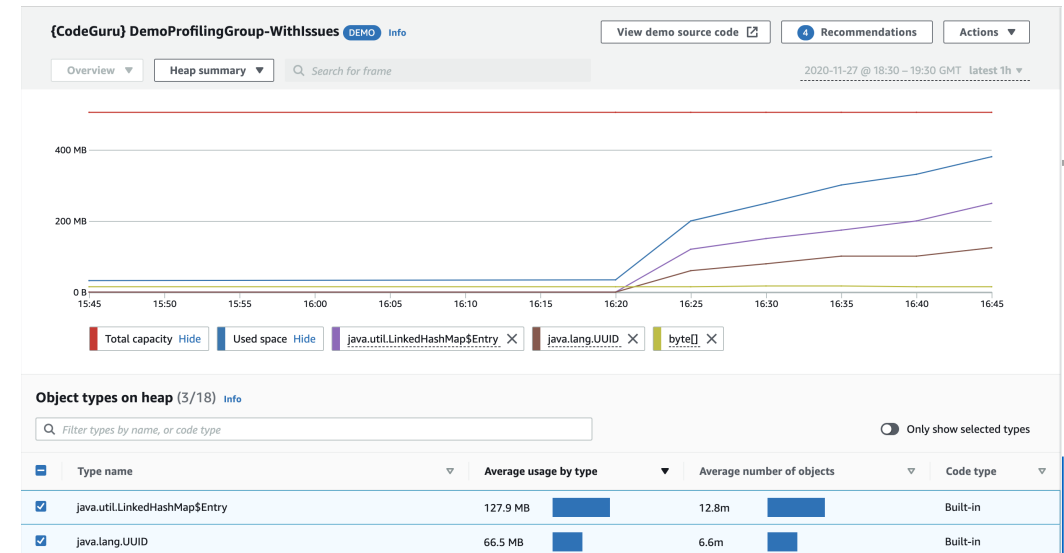 {CodeGuru} DemoProfilingGroup-WithIssues DEMO Info
View demo source code
4 Recommendations
Actions
Overview
Heap summary
Search for frame
2020-11-27 @ 18:30 – 19:30 GMT latest 1h
400 MB
200 MB
0 B
15:45 15:50 15:55 16:00 16:05 16:10 16:15 16:20 16:25 16:30 16:35 16:40 16:45
Total capacity Hide
Used space Hide
java.util.LinkedHashMap$Entry
java.lang.UUID
byte[]
Object types on heap (3/18) Info
Filter types by name, or code type
Only show selected types
Type name Average usage by type Average number of objects Code type
java.util.LinkedHashMap$Entry 127.9 MB 12.8m Built-in
java.lang.UUID 66.5 MB 6.6m Built-in